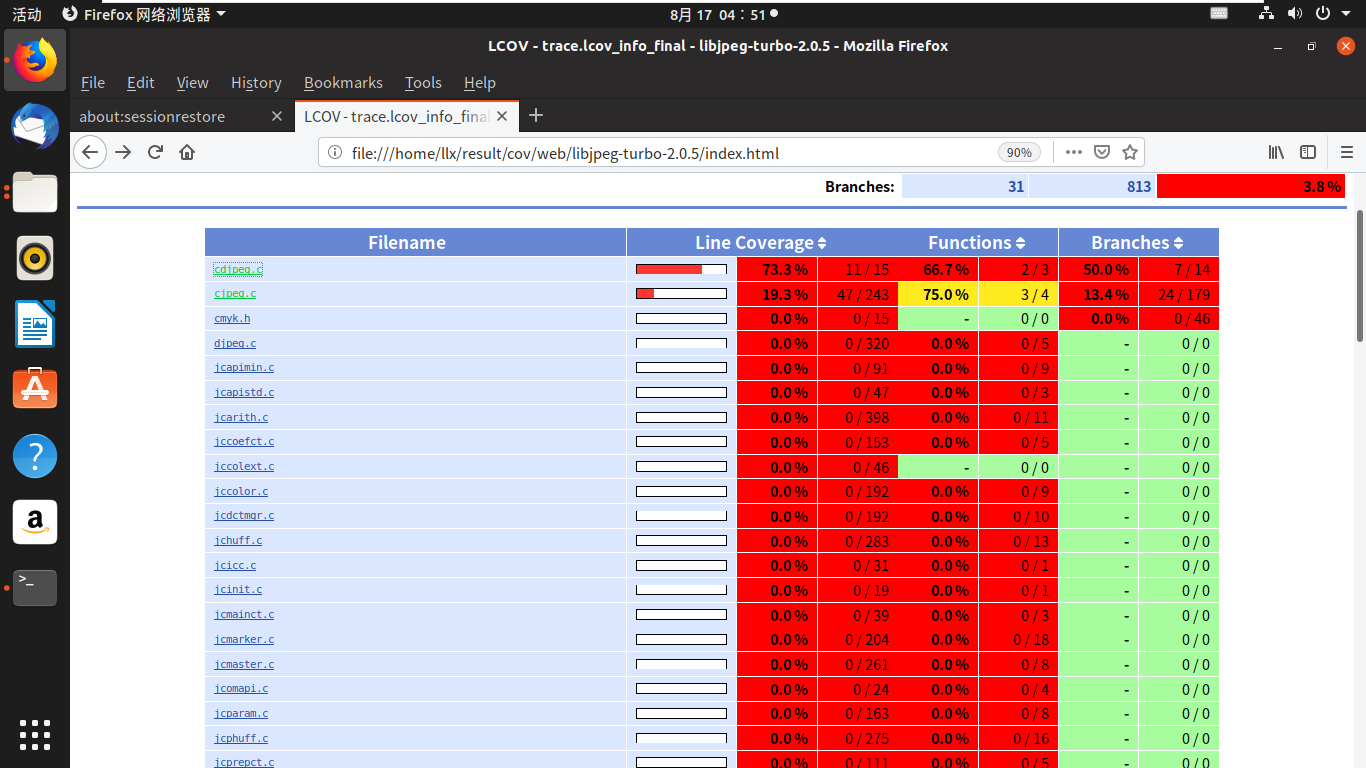 活动 Firefox 网络浏览器 8月 17 04：51
LCOV - trace.lcov_info_final - libjpeg-turbo-2.0.5 - Mozilla Firefox
File Edit View History Bookmarks Tools Help
about:sessionrestore LCOV - trace.lcov_info_final
file:///home/llx/result/cov/web/libjpeg-turbo-2.0.5/index.html 90%
Branches: 31 813 3.8 %
Filename Line Coverage Functions Branches
cdjpeg.c 73.3 % 11 / 15 66.7 % 2 / 3 50.0 % 7 / 14
cjpeg.c 19.3 % 47 / 243 75.0 % 3 / 4 13.4 % 24 / 179
cmyk.h 0.0 % 0 / 15 - 0 / 0 0.0 % 0 / 46
djpeg.c 0.0 % 0 / 320 0.0 % 0 / 5 - 0 / 0
jcapimin.c 0.0 % 0 / 91 0.0 % 0 / 9 - 0 / 0
jcapistd.c 0.0 % 0 / 47 0.0 % 0 / 3 - 0 / 0
jcarith.c 0.0 % 0 / 398 0.0 % 0 / 11 - 0 / 0
jccoefct.c 0.0 % 0 / 153 0.0 % 0 / 5 - 0 / 0
jccolext.c 0.0 % 0 / 46 - 0 / 0 - 0 / 0
jccolor.c 0.0 % 0 / 192 0.0 % 0 / 9 - 0 / 0
jcdctmgr.c 0.0 % 0 / 192 0.0 % 0 / 10 - 0 / 0
jchuff.c 0.0 % 0 / 283 0.0 % 0 / 13 - 0 / 0
jcicc.c 0.0 % 0 / 31 0.0 % 0 / 1 - 0 / 0
jcinit.c 0.0 % 0 / 19 0.0 % 0 / 1 - 0 / 0
jcmainct.c 0.0 % 0 / 39 0.0 % 0 / 3 - 0 / 0
jcmarker.c 0.0 % 0 / 204 0.0 % 0 / 18 - 0 / 0
jcmaster.c 0.0 % 0 / 261 0.0 % 0 / 8 - 0 / 0
jcomapi.c 0.0 % 0 / 24 0.0 % 0 / 4 - 0 / 0
jcparam.c 0.0 % 0 / 163 0.0 % 0 / 8 - 0 / 0
jcphuff.c 0.0 % 0 / 275 0.0 % 0 / 16 - 0 / 0
jcprepct.c 0.0 % 0 / 111 0.0 % 0 / 5 - 0 / 0